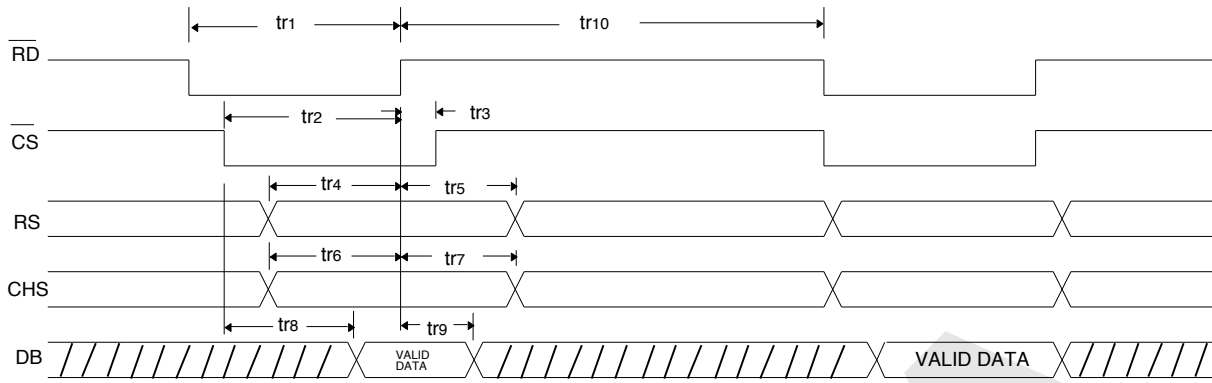 tr1 tr10
RD
tr2 tr3
CS
tr4 tr5
RS
tr6 tr7
CHS
tr8 tr9
DB VALID DATA VALID DATA